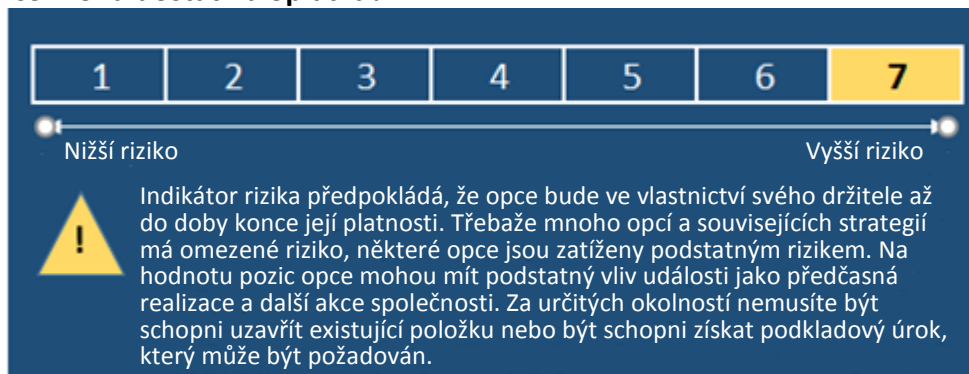 1 2 3 4 5 6 7
Nižší riziko Vyšší riziko
! Indikátor rizika předpokládá, že opce bude ve vlastnictví svého držitele až
do doby konce její platnosti. Třebaže mnoho opcí a souvisejících strategií
má omezené riziko, některé opce jsou zatíženy podstatným rizikem. Na
hodnotu pozic opce mohou mít podstatný vliv události jako předčasná
realizace a další akce společnosti. Za určitých okolností nemusíte být
schopni uzavřít existující položku nebo být schopni získat podkladový úrok,
který může být požadován.